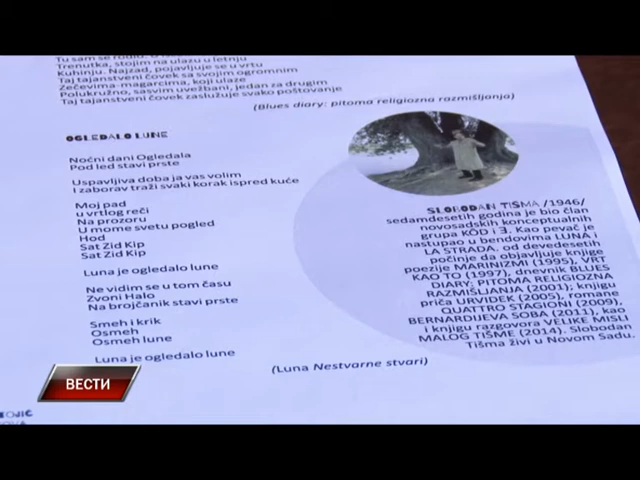 Tu sam se rodio. U
Trenutka, stojim na ulazu u letnju
Kuhinju. Najzad, pojavljuje se u vrtu
Taj tajanstveni čovek sa svojim ogromnim
Zečevima-magarcima, koji ulaze
Polukružno, sasvim uvežbani, jedan za drugim
Taj tajanstveni čovek zaslužuje svako poštovanje
(Blues diary: pitoma religiozna razmišljanja)
OGLEDALO LUNE
Noćni dani Ogledala
Pod led stavi prste
Uspavljiva doba ja vas volim
I zaborav traži svaki korak ispred kuće
Moj pad
u vrtlog reči
Na prozoru
U mome svetu pogled
Hod
Sat Zid Kip
Sat Zid Kip
Luna je ogledalo lune
Ne vidim se u tom času
Zvoni Halo
Na brojčanik stavi prste
Smeh i krik
Osmeh
Osmeh lune
Luna je ogledalo lune
(Luna Nestvarne stvari)
SLOBODAN TIŠMA /1946/
sedamdesetih godina je bio član
novosadskih konceptualnih
grupa KOD i Ǝ. Kao pevač je
nastupao u bendovima LUNA i
LA STRADA. od devedesetih
počinje da objavljuje knjige
poezije MARINIZMI (1995), VRT
KAO TO (1997), dnevnik BLUES
DIARY: PITOMA RELIGIOZNA
RAZMIŠLJANJA (2001); knjigu
priča URVIDEK (2005), romane
QUATTRO STAGIONI (2009),
BERNARDIJEVA SOBA (2011), kao
i knjigu razgovora VELIKE MISLI
MALOG TIŠME (2014). Slobodan
Tišma živi u Novom Sadu.
ВЕСТИ
TOJIĆ